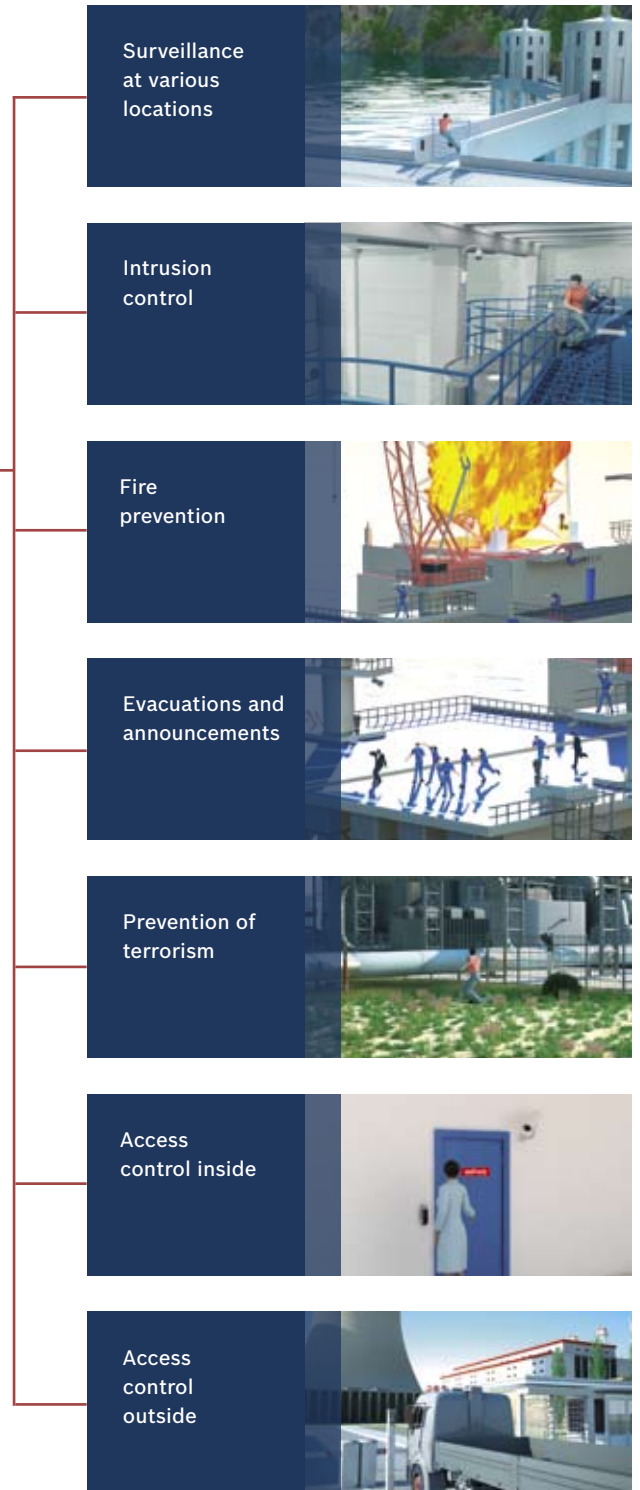 Surveillance
at various
locations
Intrusion
control
Fire
prevention
Evacuations and
announcements
Prevention of
terrorism
Access
control inside
Access
control
outside